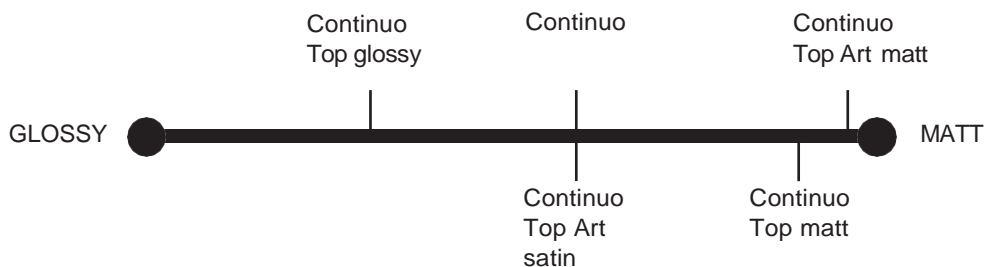 Continuo
Top glossy
Continuo
Continuo
Top Art matt
GLOSSY
MATT
Continuo
Top Art
satin
Continuo
Top matt